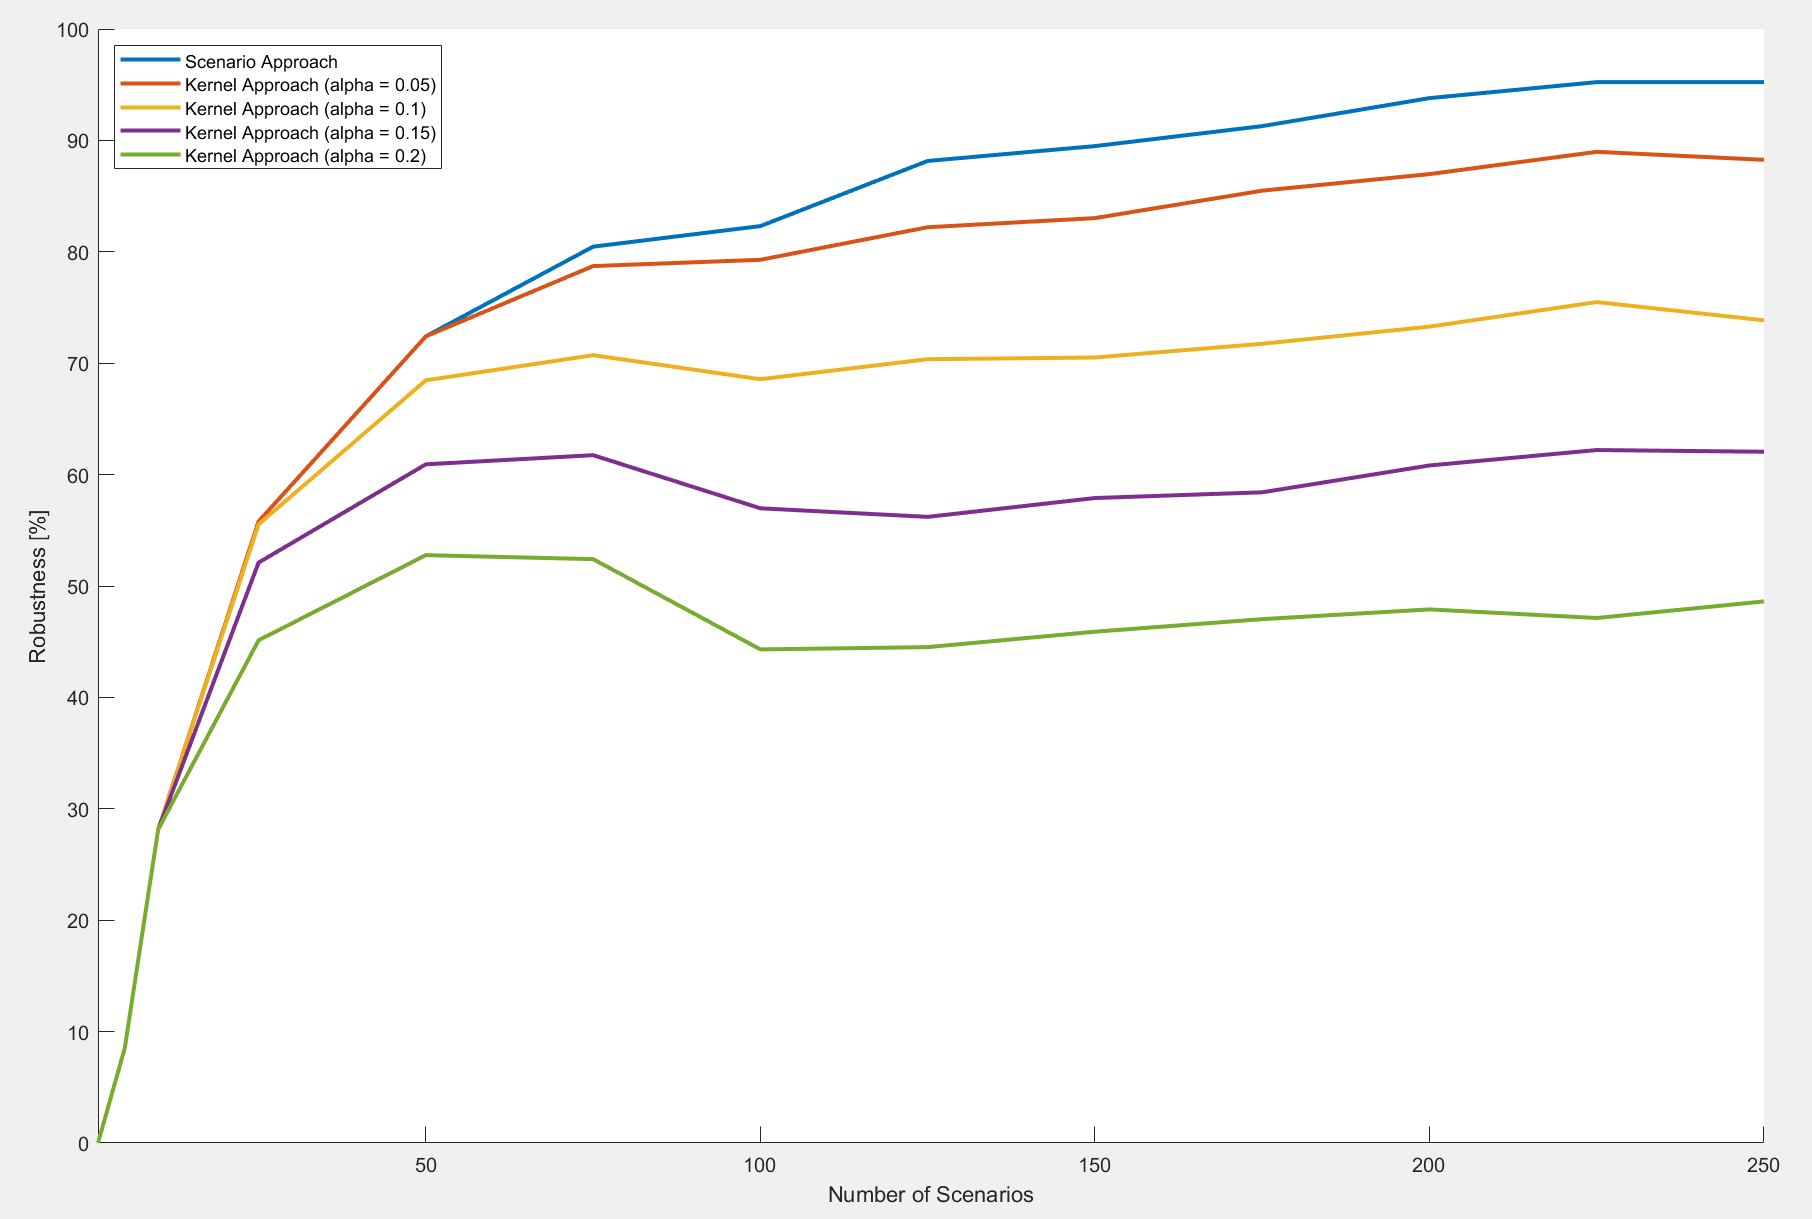 Scenario Approach
Kernel Approach (alpha = 0.05)
Kernel Approach (alpha = 0.1)
Kernel Approach (alpha = 0.15)
Kernel Approach (alpha = 0.2)
Robustness [%]
100
90
80
70
60
50
40
30
20
10
0
50 100 150 200 250
Number of Scenarios